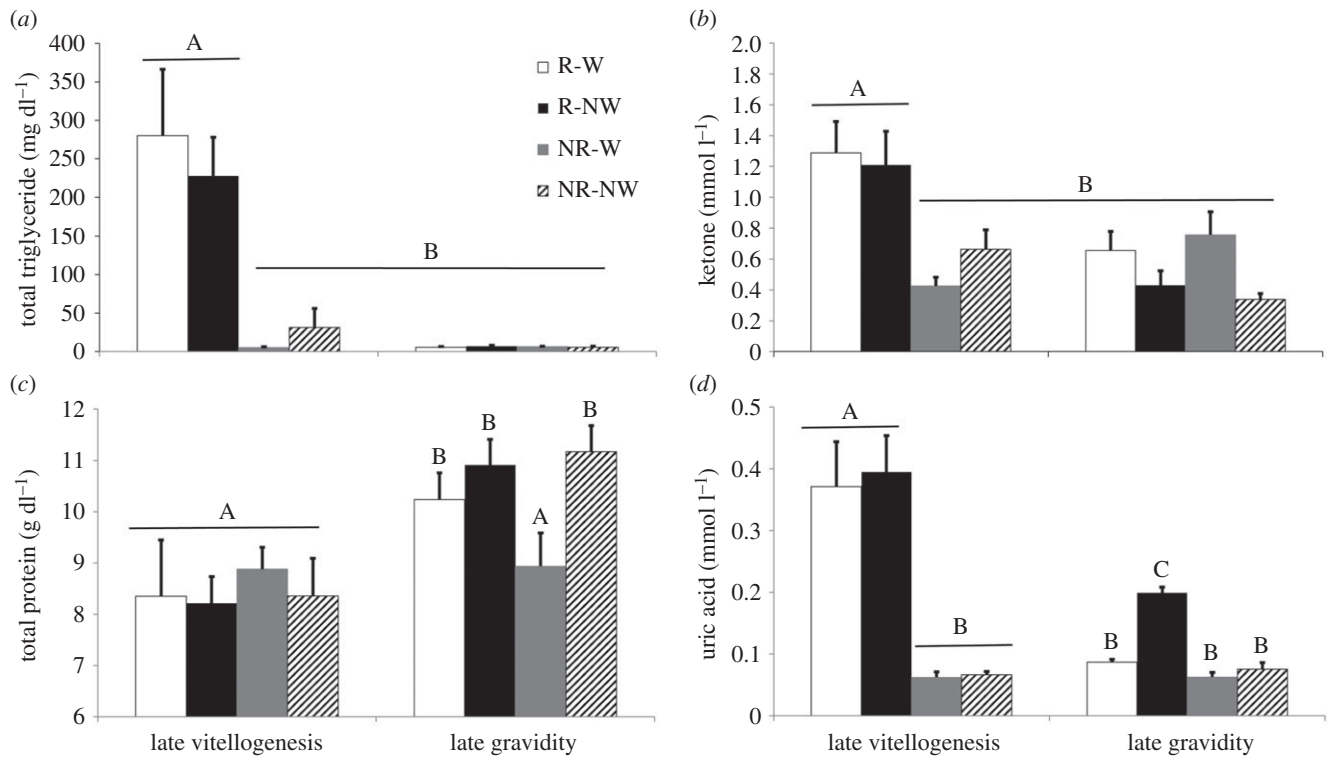 (a)
total triglyceride (mg dl⁻¹)
400
350
300
250
200
150
100
50
0
A
B
R-W
R-NW
NR-W
NR-NW
(b)
ketone (mmol l⁻¹)
2.0
1.8
1.6
1.4
1.2
1.0
0.8
0.6
0.4
0.2
0
A
B
(c)
total protein (g dl⁻¹)
12
11
10
9
8
7
6
A
B
B
A
B
late vitellogenesis
late gravidity
(d)
uric acid (mmol l⁻¹)
0.5
0.4
0.3
0.2
0.1
0
A
B
B
C
B
B
late vitellogenesis
late gravidity